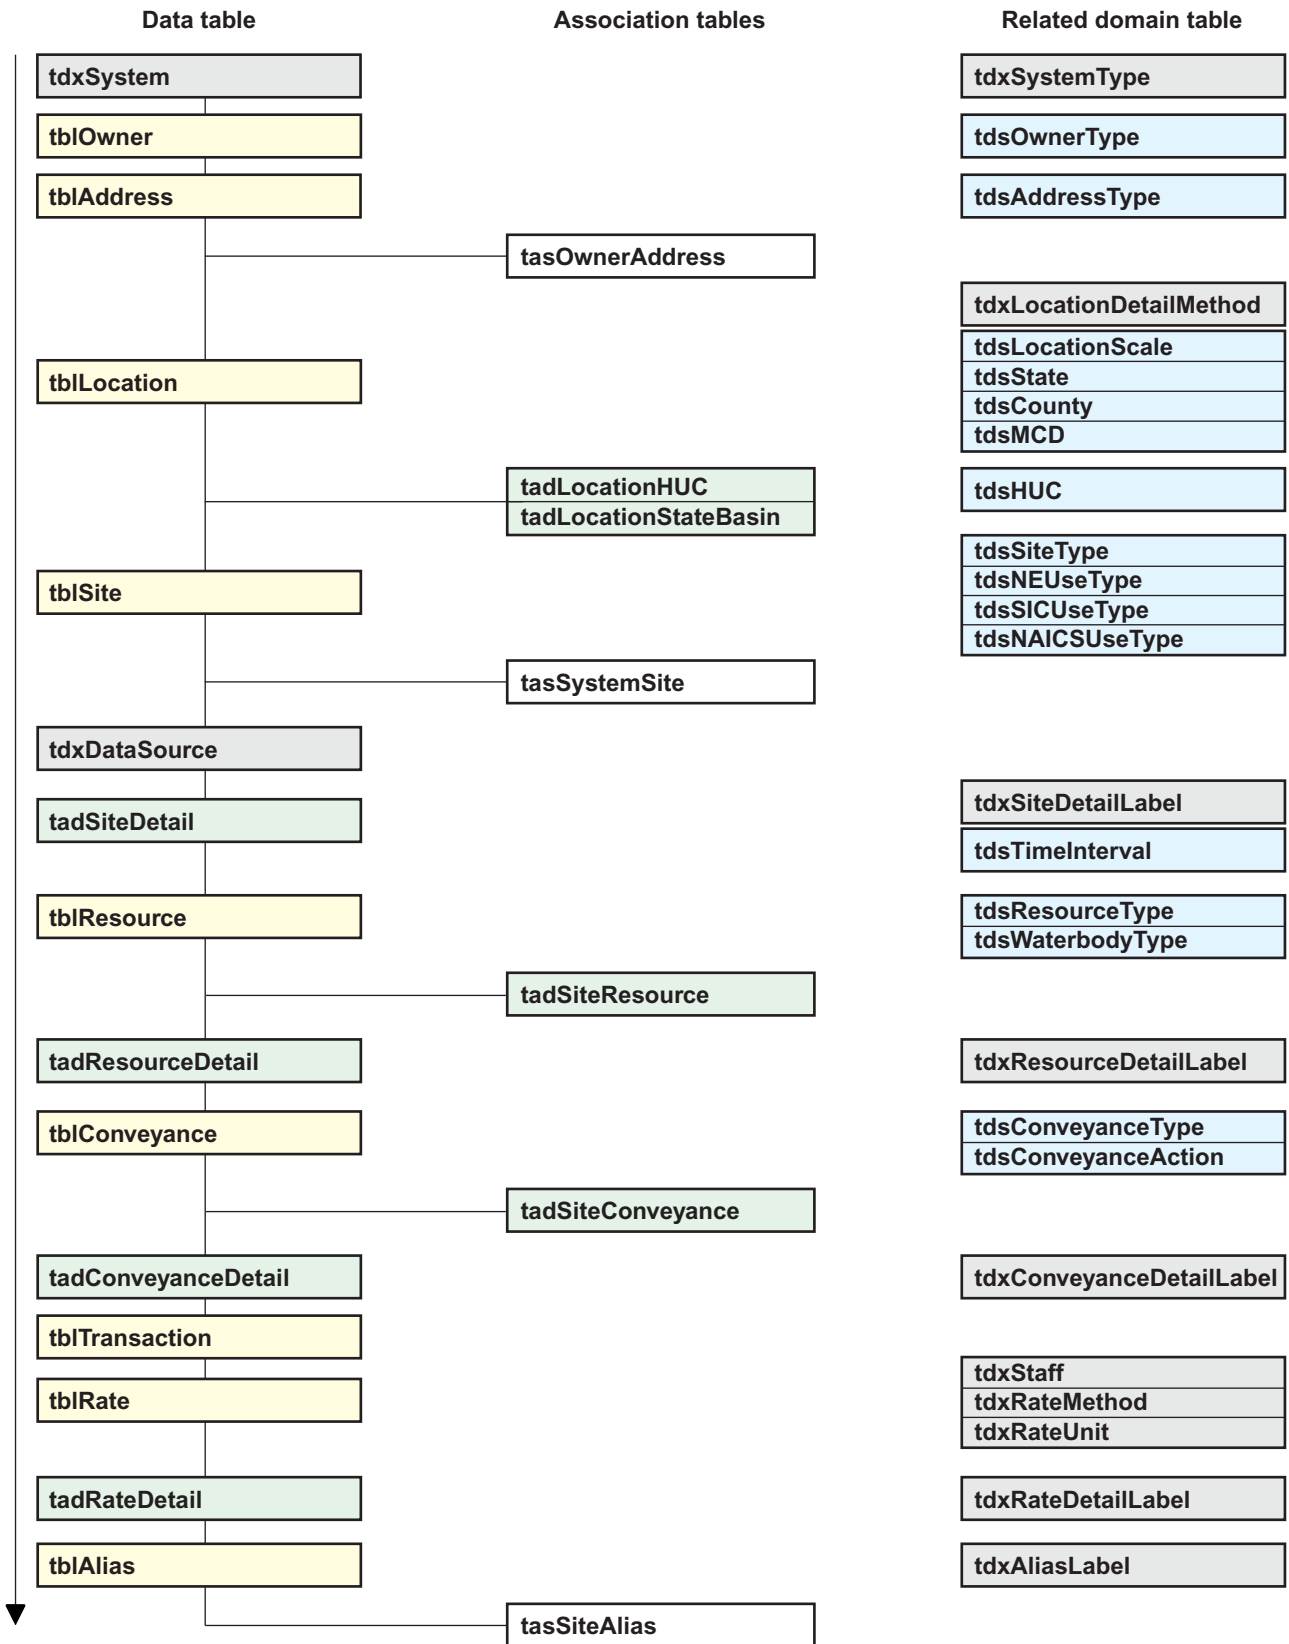 Data table
Association tables
Related domain table
tdxSystem
tdxSystemType
tblOwner
tdsOwnerType
tblAddress
tdsAddressType
tasOwnerAddress
tdxLocationDetailMethod
tblLocation
tdsLocationScale
tdsState
tdsCounty
tdsMCD
tadLocationHUC
tadLocationStateBasin
tdsHUC
tblSite
tdsSiteType
tdsNEUseType
tdsSICUseType
tdsNAICSUseType
tasSystemSite
tdxDataSource
tadSiteDetail
tdxSiteDetailLabel
tdsTimeInterval
tblResource
tdsResourceType
tdsWaterbodyType
tadSiteResource
tadResourceDetail
tdxResourceDetailLabel
tblConveyance
tdsConveyanceType
tdsConveyanceAction
tadSiteConveyance
tadConveyanceDetail
tdxConveyanceDetailLabel
tblTransaction
tblRate
tdxStaff
tdxRateMethod
tdxRateUnit
tadRateDetail
tdxRateDetailLabel
tblAlias
tdxAliasLabel
tasSiteAlias